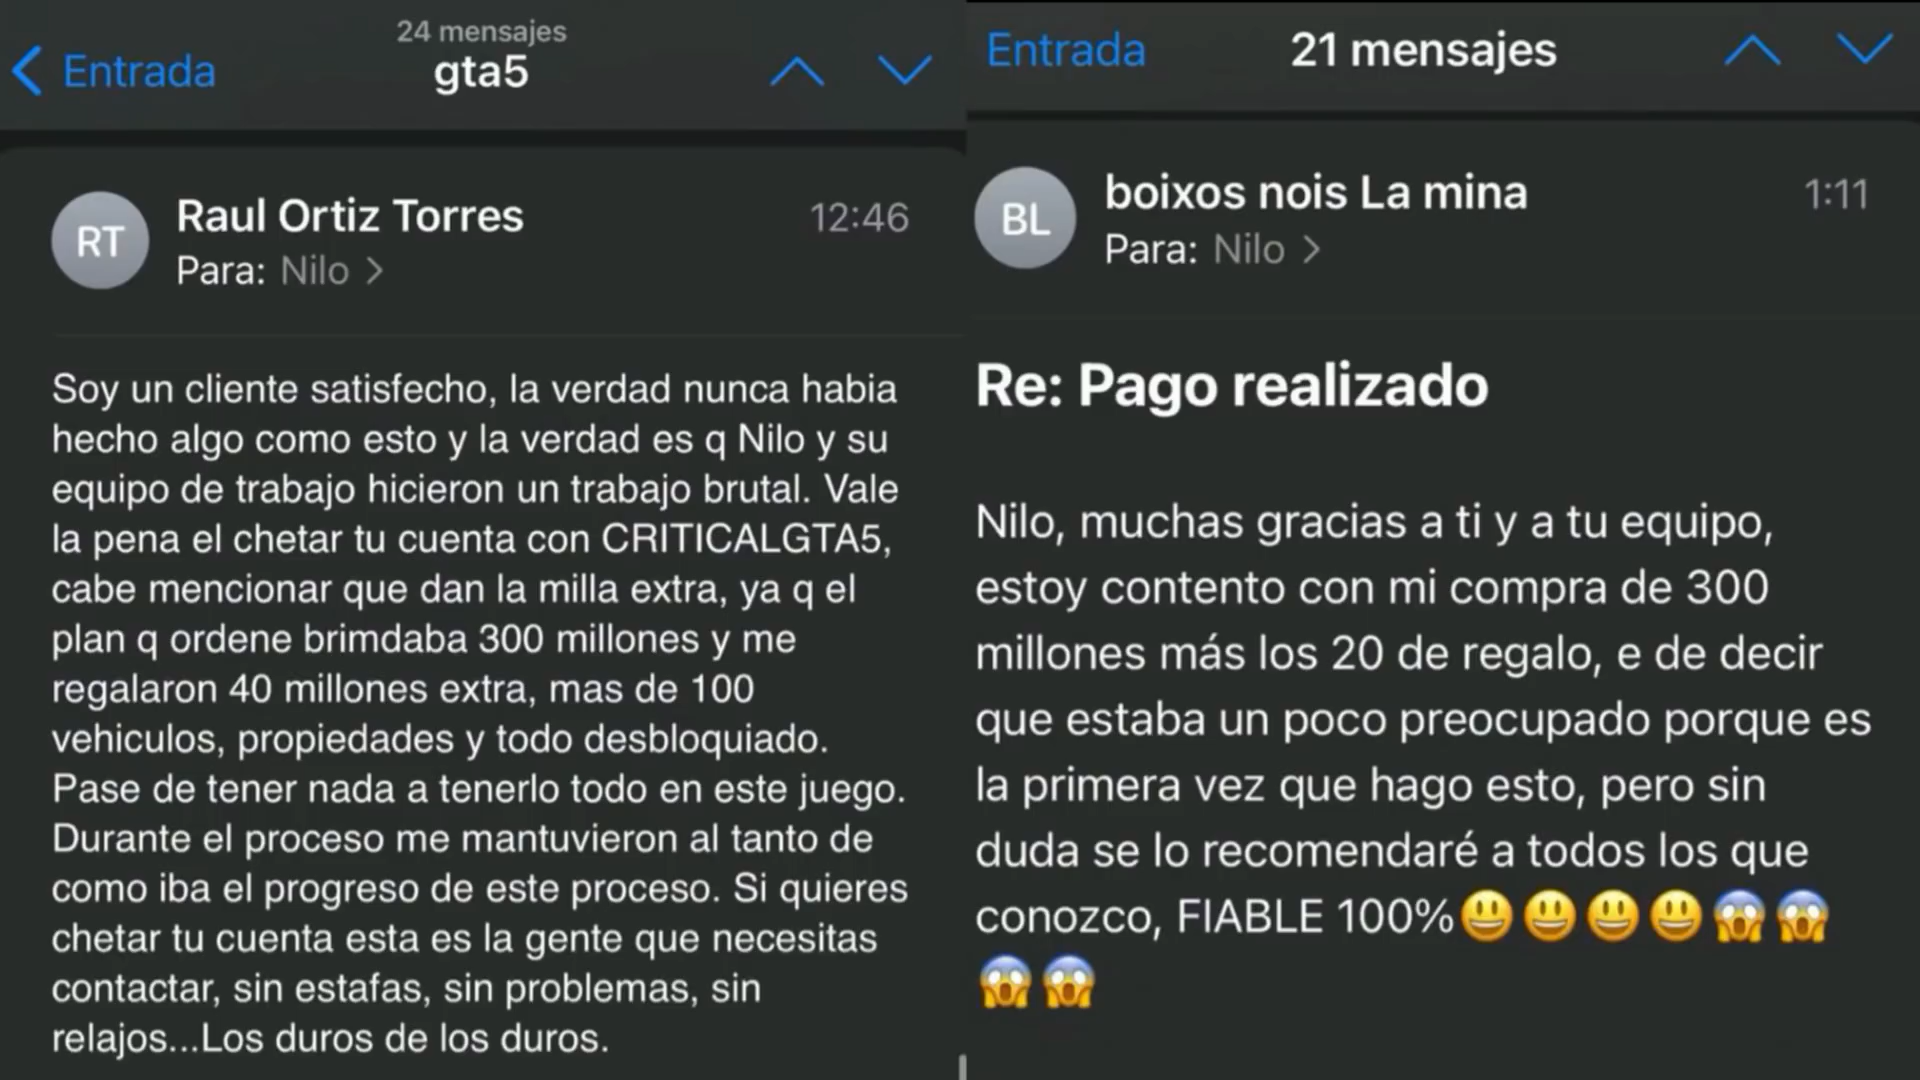 24 mensajes
Entrada
gta5
RT
Raul Ortiz Torres
12:46
Para: Nilo >
Soy un cliente satisfecho, la verdad nunca habia
hecho algo como esto y la verdad es q Nilo y su
equipo de trabajo hicieron un trabajo brutal. Vale
la pena el chetar tu cuenta con CRITICALGTA5,
cabe mencionar que dan la milla extra, ya q el
plan q ordene brimdaba 300 millones y me
regalaron 40 millones extra, mas de 100
vehiculos, propiedades y todo desbloquiado.
Pase de tener nada a tenerlo todo en este juego.
Durante el proceso me mantuvieron al tanto de
como iba el progreso de este proceso. Si quieres
chetar tu cuenta esta es la gente que necesitas
contactar, sin estafas, sin problemas, sin
relajos...Los duros de los duros.
Entrada
21 mensajes
BL
boixos nois La mina
1:11
Para: Nilo >
Re: Pago realizado
Nilo, muchas gracias a ti y a tu equipo,
estoy contento con mi compra de 300
millones más los 20 de regalo, e de decir
que estaba un poco preocupado porque es
la primera vez que hago esto, pero sin
duda se lo recomendaré a todos los que
conozco, FIABLE 100%😃😃😃😃😱😱
😱😱